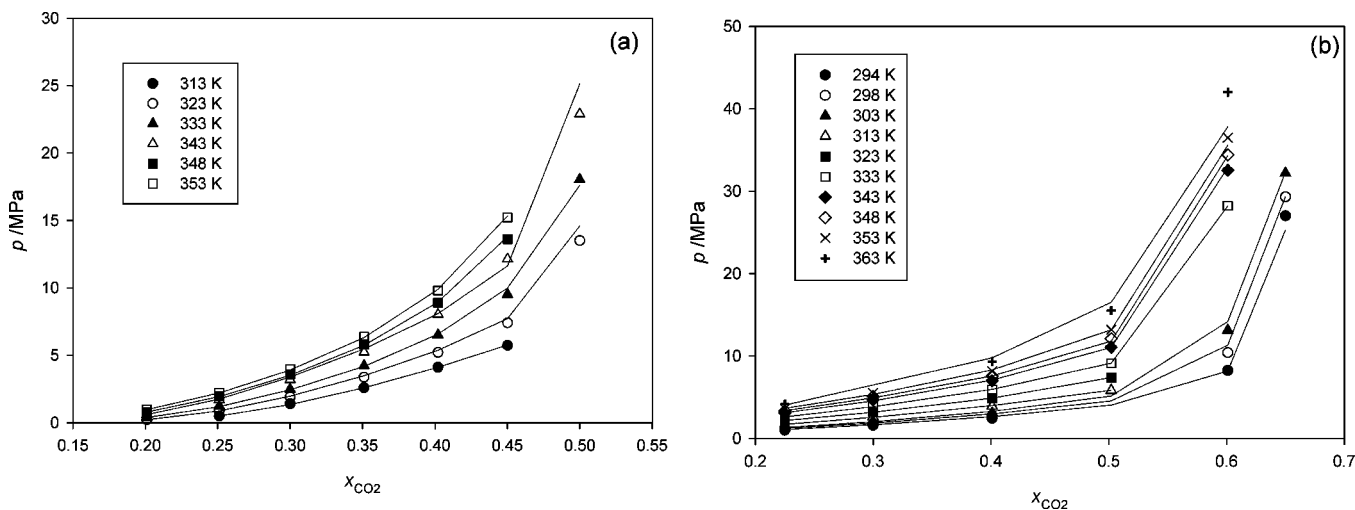 (a)
30
25
20
15
10
5
0
p /MPa
313 K
323 K
333 K
343 K
348 K
353 K
0.15 0.20 0.25 0.30 0.35 0.40 0.45 0.50 0.55
xCO2
(b)
50
40
30
20
10
0
p /MPa
294 K
298 K
303 K
313 K
323 K
333 K
343 K
348 K
353 K
363 K
0.2 0.3 0.4 0.5 0.6 0.7
xCO2